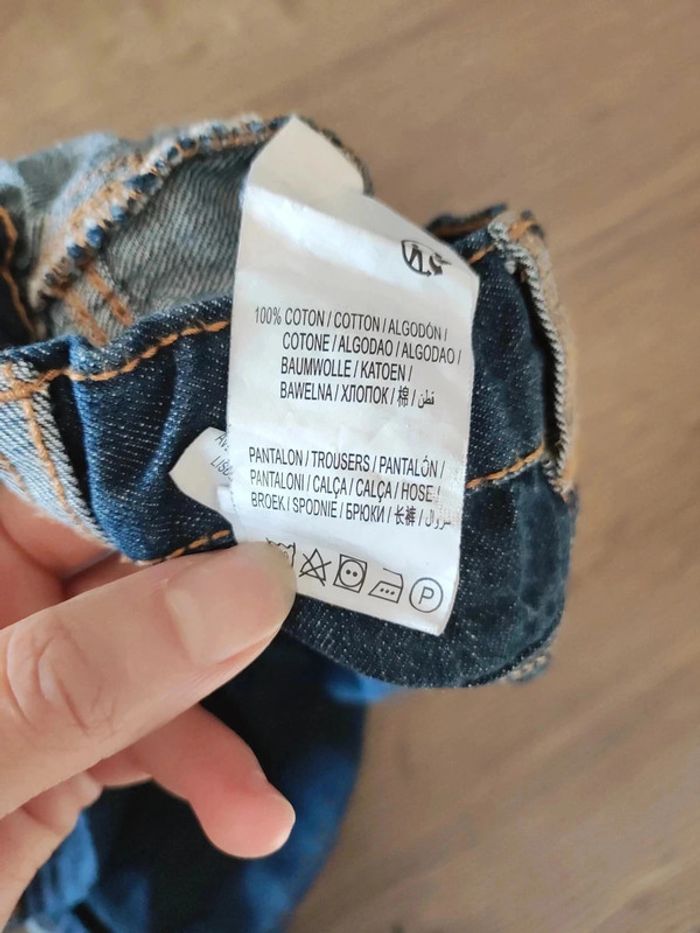 100% COTON / COTTON / ALGODÓN /
COTONE / ALGODAO / ALGODAO /
BAUMWOLLE / KATOEN /
BAWELNA / ХЛОПОК / 棉 / قطن
PANTALON / TROUSERS / PANTALÓN /
PANTALONI / CALÇA / CALÇA / HOSE /
BROEK / SPODNIE / БРЮКИ / 长裤 /
P